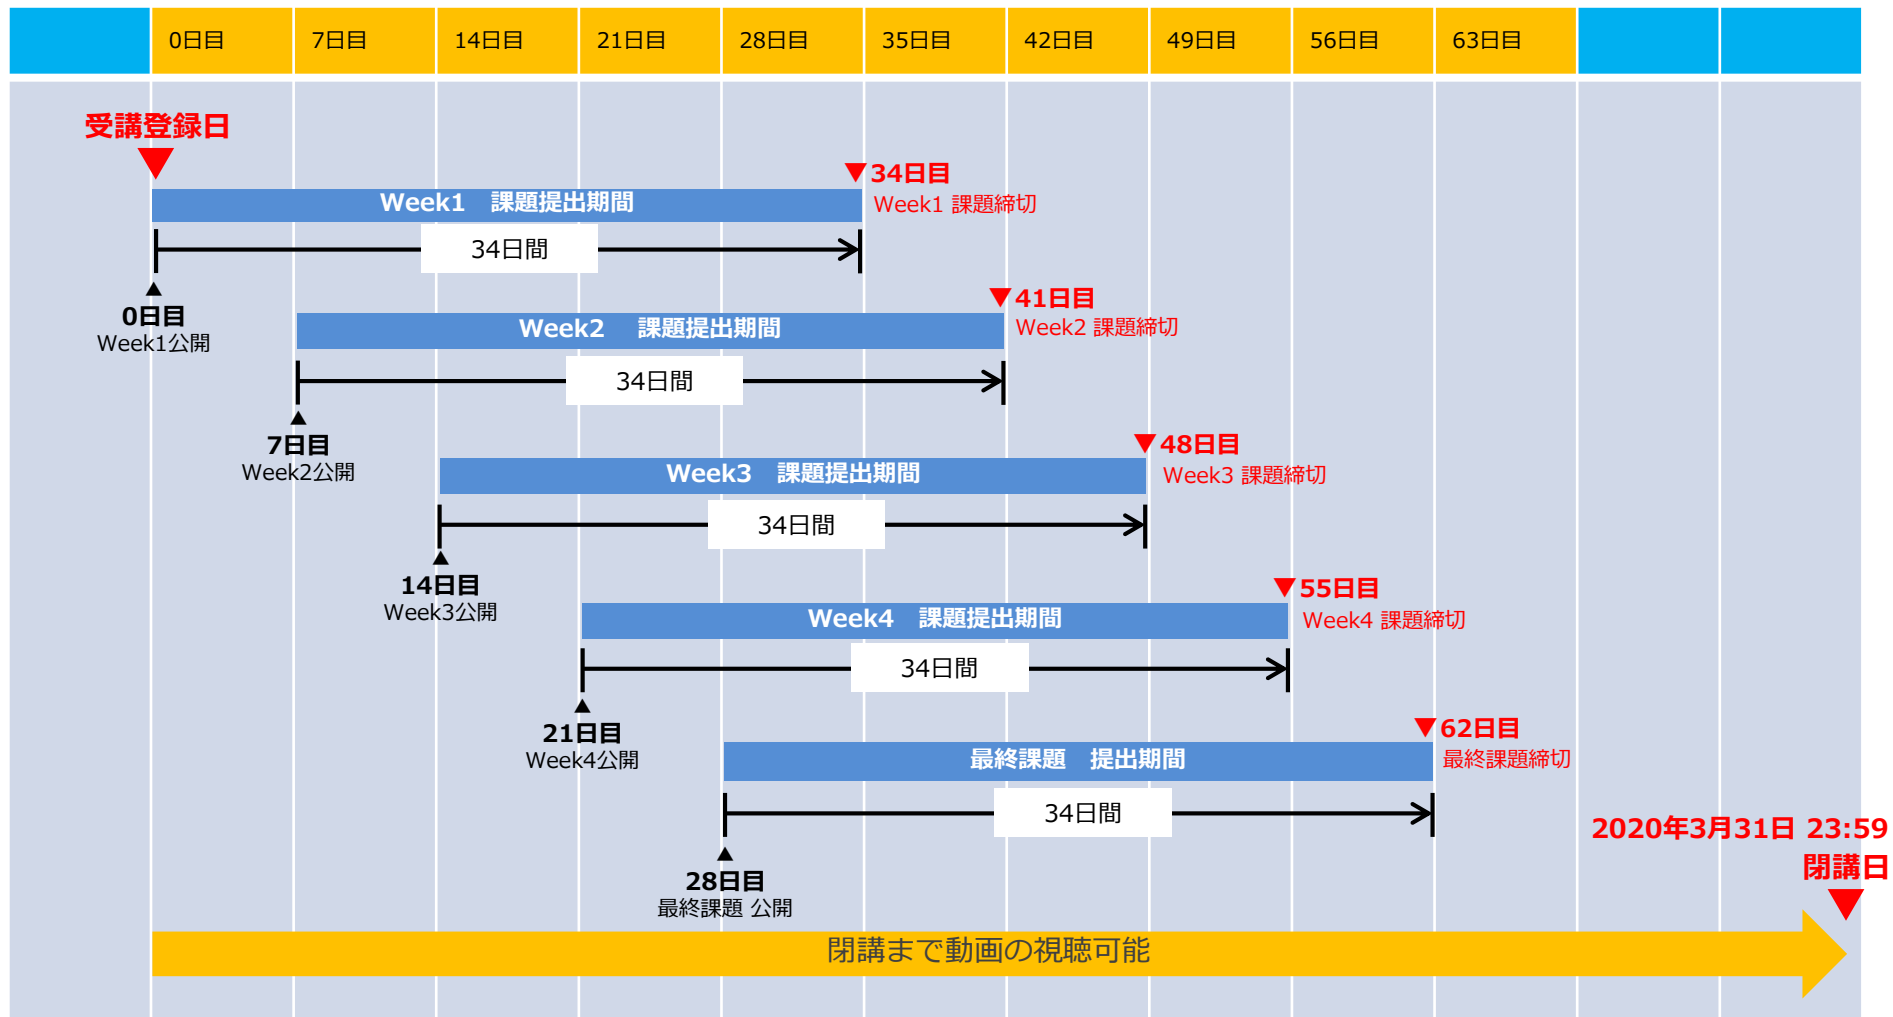 0日目 7日目 14日目 21日目 28日目 35日目 42日目 49日目 56日目 63日目
受講登録日
34日目
Week1 課題提出期間
Week1 課題締切
34日間
0日目
Week1公開
41日目
Week2 課題提出期間
Week2 課題締切
34日間
7日目
Week2公開
48日目
Week3 課題提出期間
Week3 課題締切
34日間
14日目
Week3公開
55日目
Week4 課題提出期間
Week4 課題締切
34日間
21日目
Week4公開
62日目
最終課題 提出期間
最終課題締切
34日間
28日目
最終課題 公開
2020年3月31日 23:59
閉講日
閉講まで動画の視聴可能